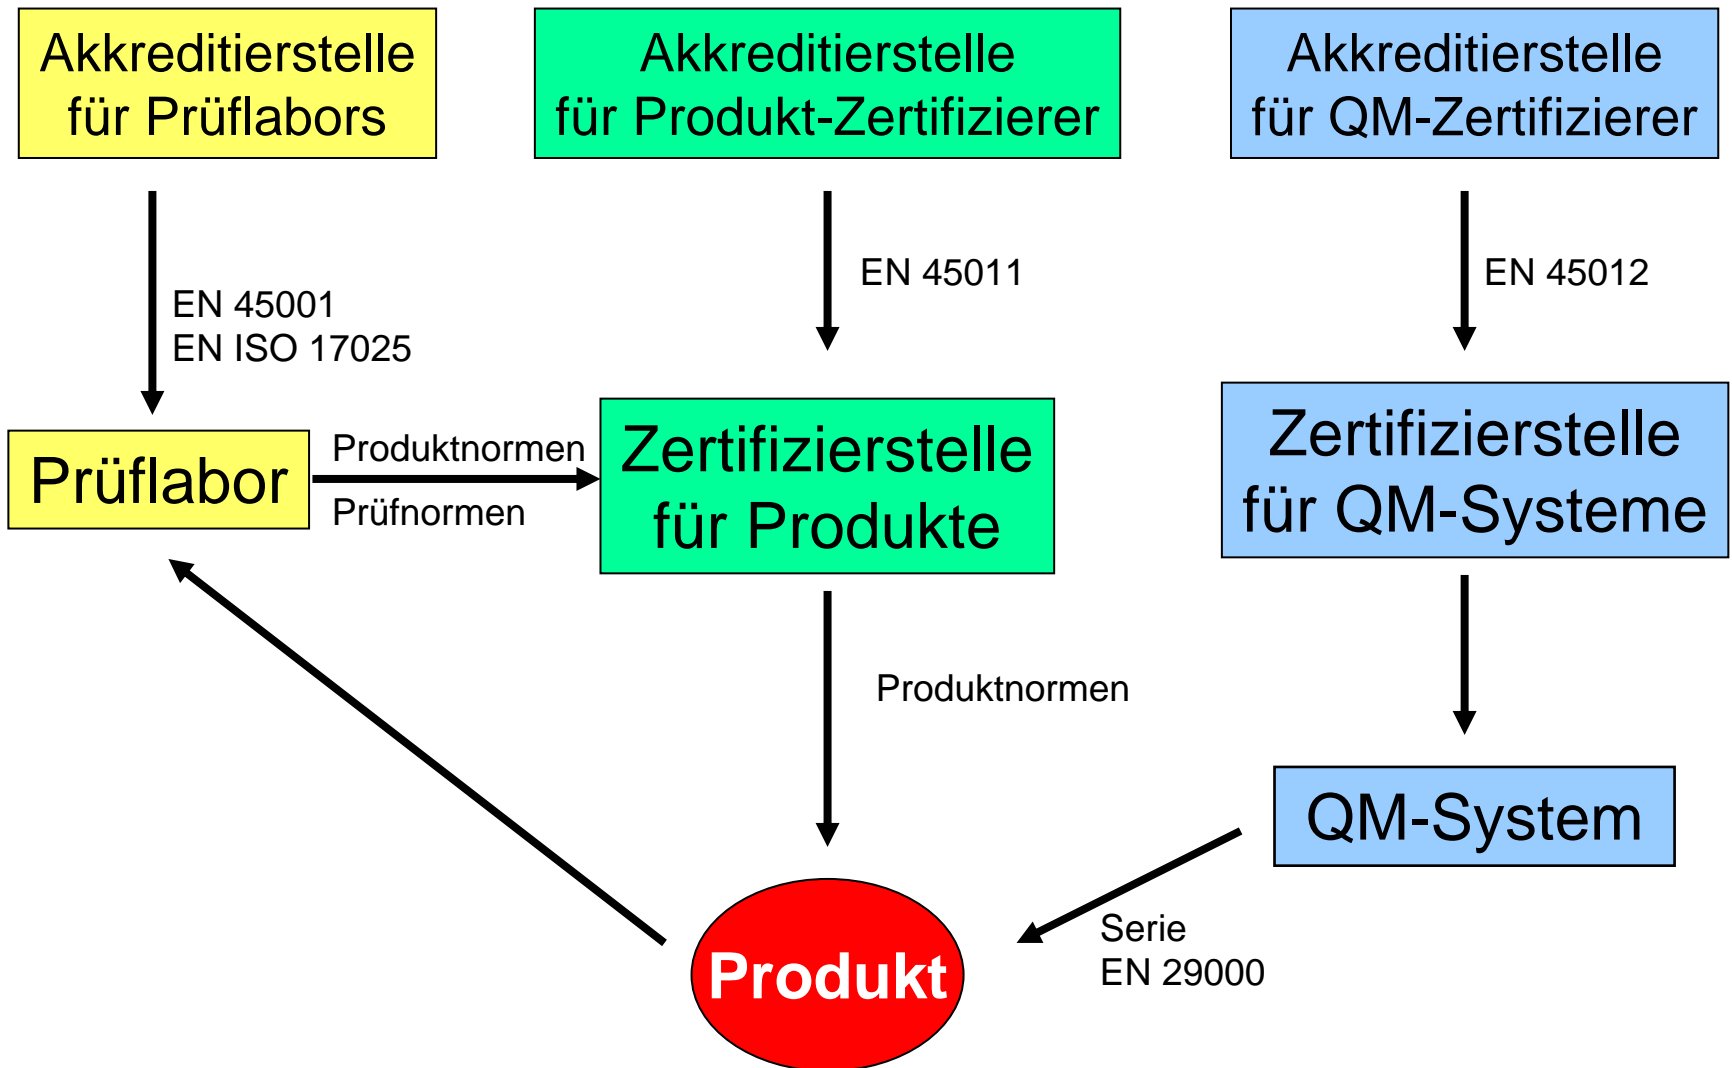 Akkreditierstelle
für Prüflabors
Akkreditierstelle
für Produkt-Zertifizierer
Akkreditierstelle
für QM-Zertifizierer
EN 45001
EN ISO 17025
EN 45011
EN 45012
Prüflabor
Produktnormen
Prüfnormen
Zertifizierstelle
für Produkte
Zertifizierstelle
für QM-Systeme
Produktnormen
QM-System
Serie
EN 29000
Produkt